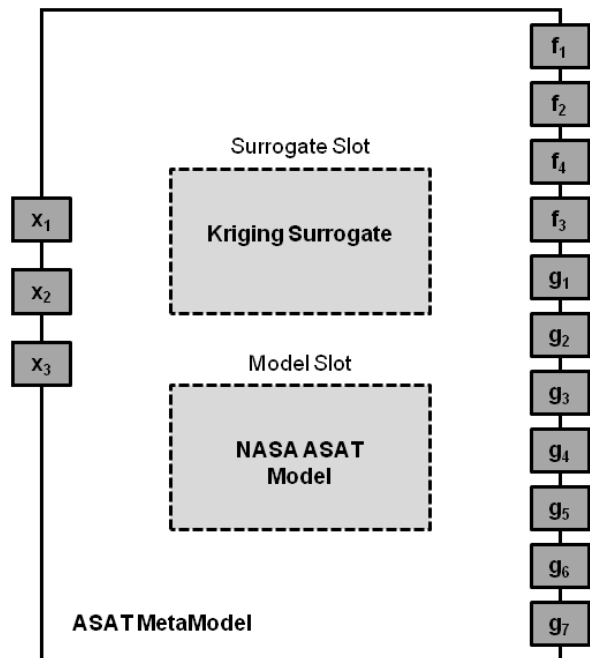 f₁
f₂
f₄
Surrogate Slot
Kriging Surrogate
x₁
f₃
g₁
x₂
g₂
x₃
Model Slot
g₃
NASA ASAT
Model
g₄
g₅
g₆
ASAT MetaModel
g₇